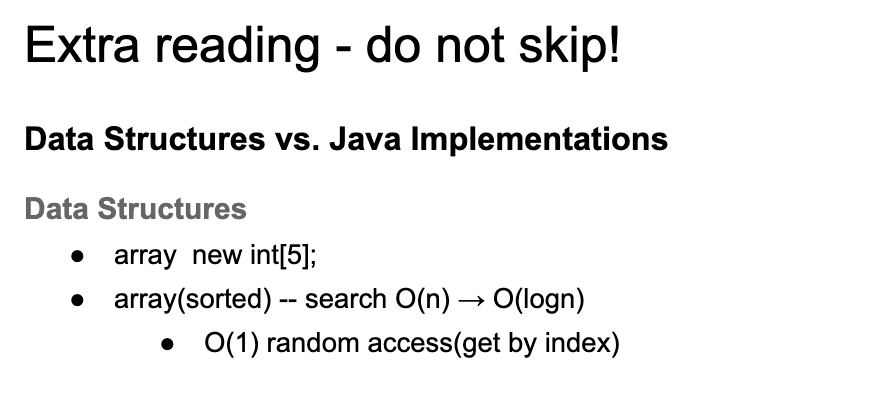 Extra reading - do not skip!
Data Structures vs. Java Implementations
Data Structures
● array  new int[5];
● array(sorted) -- search O(n) → O(logn)
● O(1) random access(get by index)